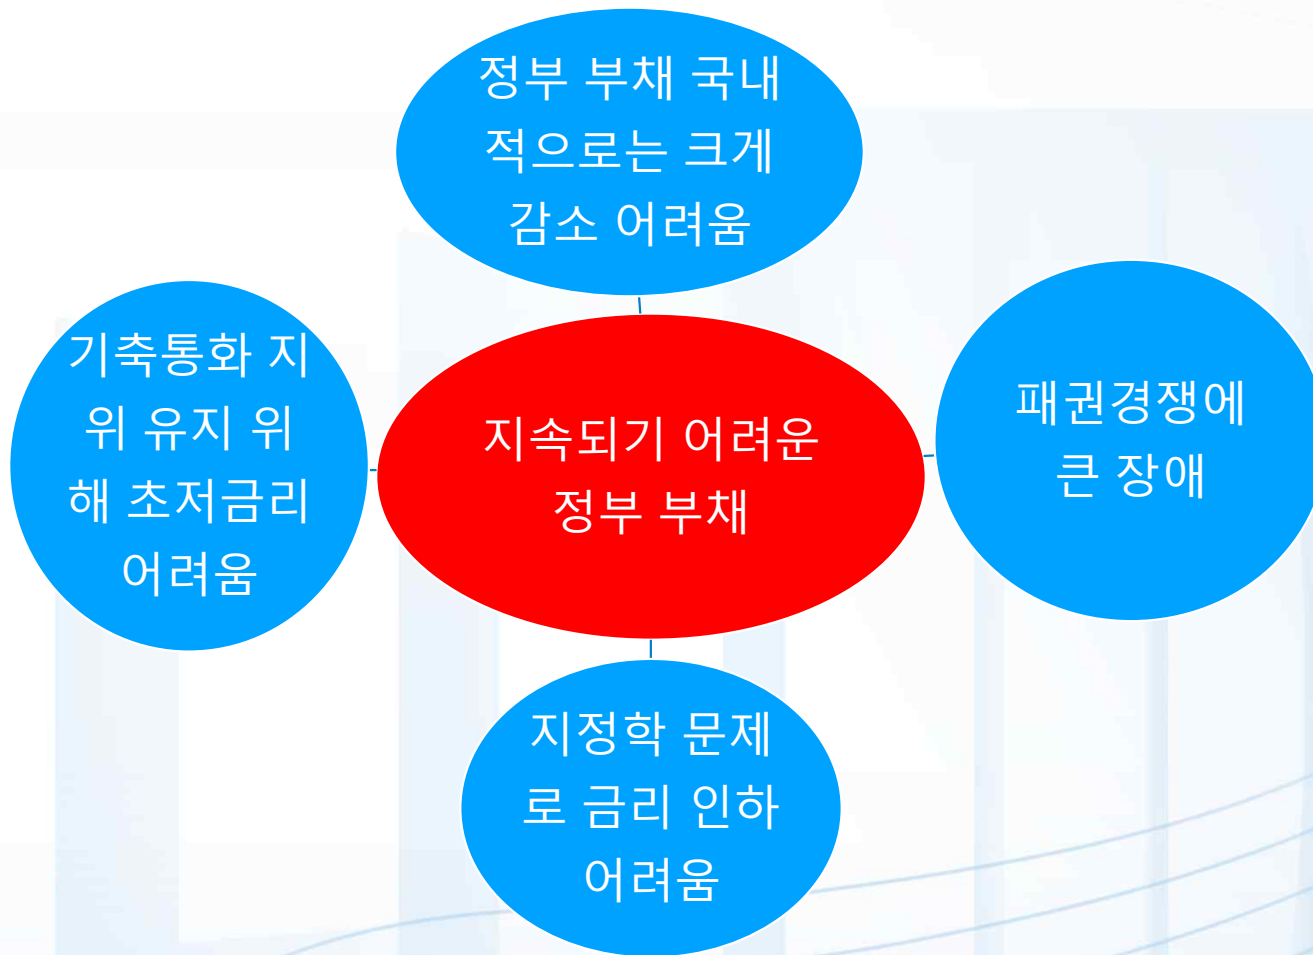 정부 부채 국내
적으로는 크게
감소 어려움
기축통화 지
위 유지 위
해 초저금리
어려움
지속되기 어려운
정부 부채
패권경쟁에
큰 장애
지정학 문제
로 금리 인하
어려움